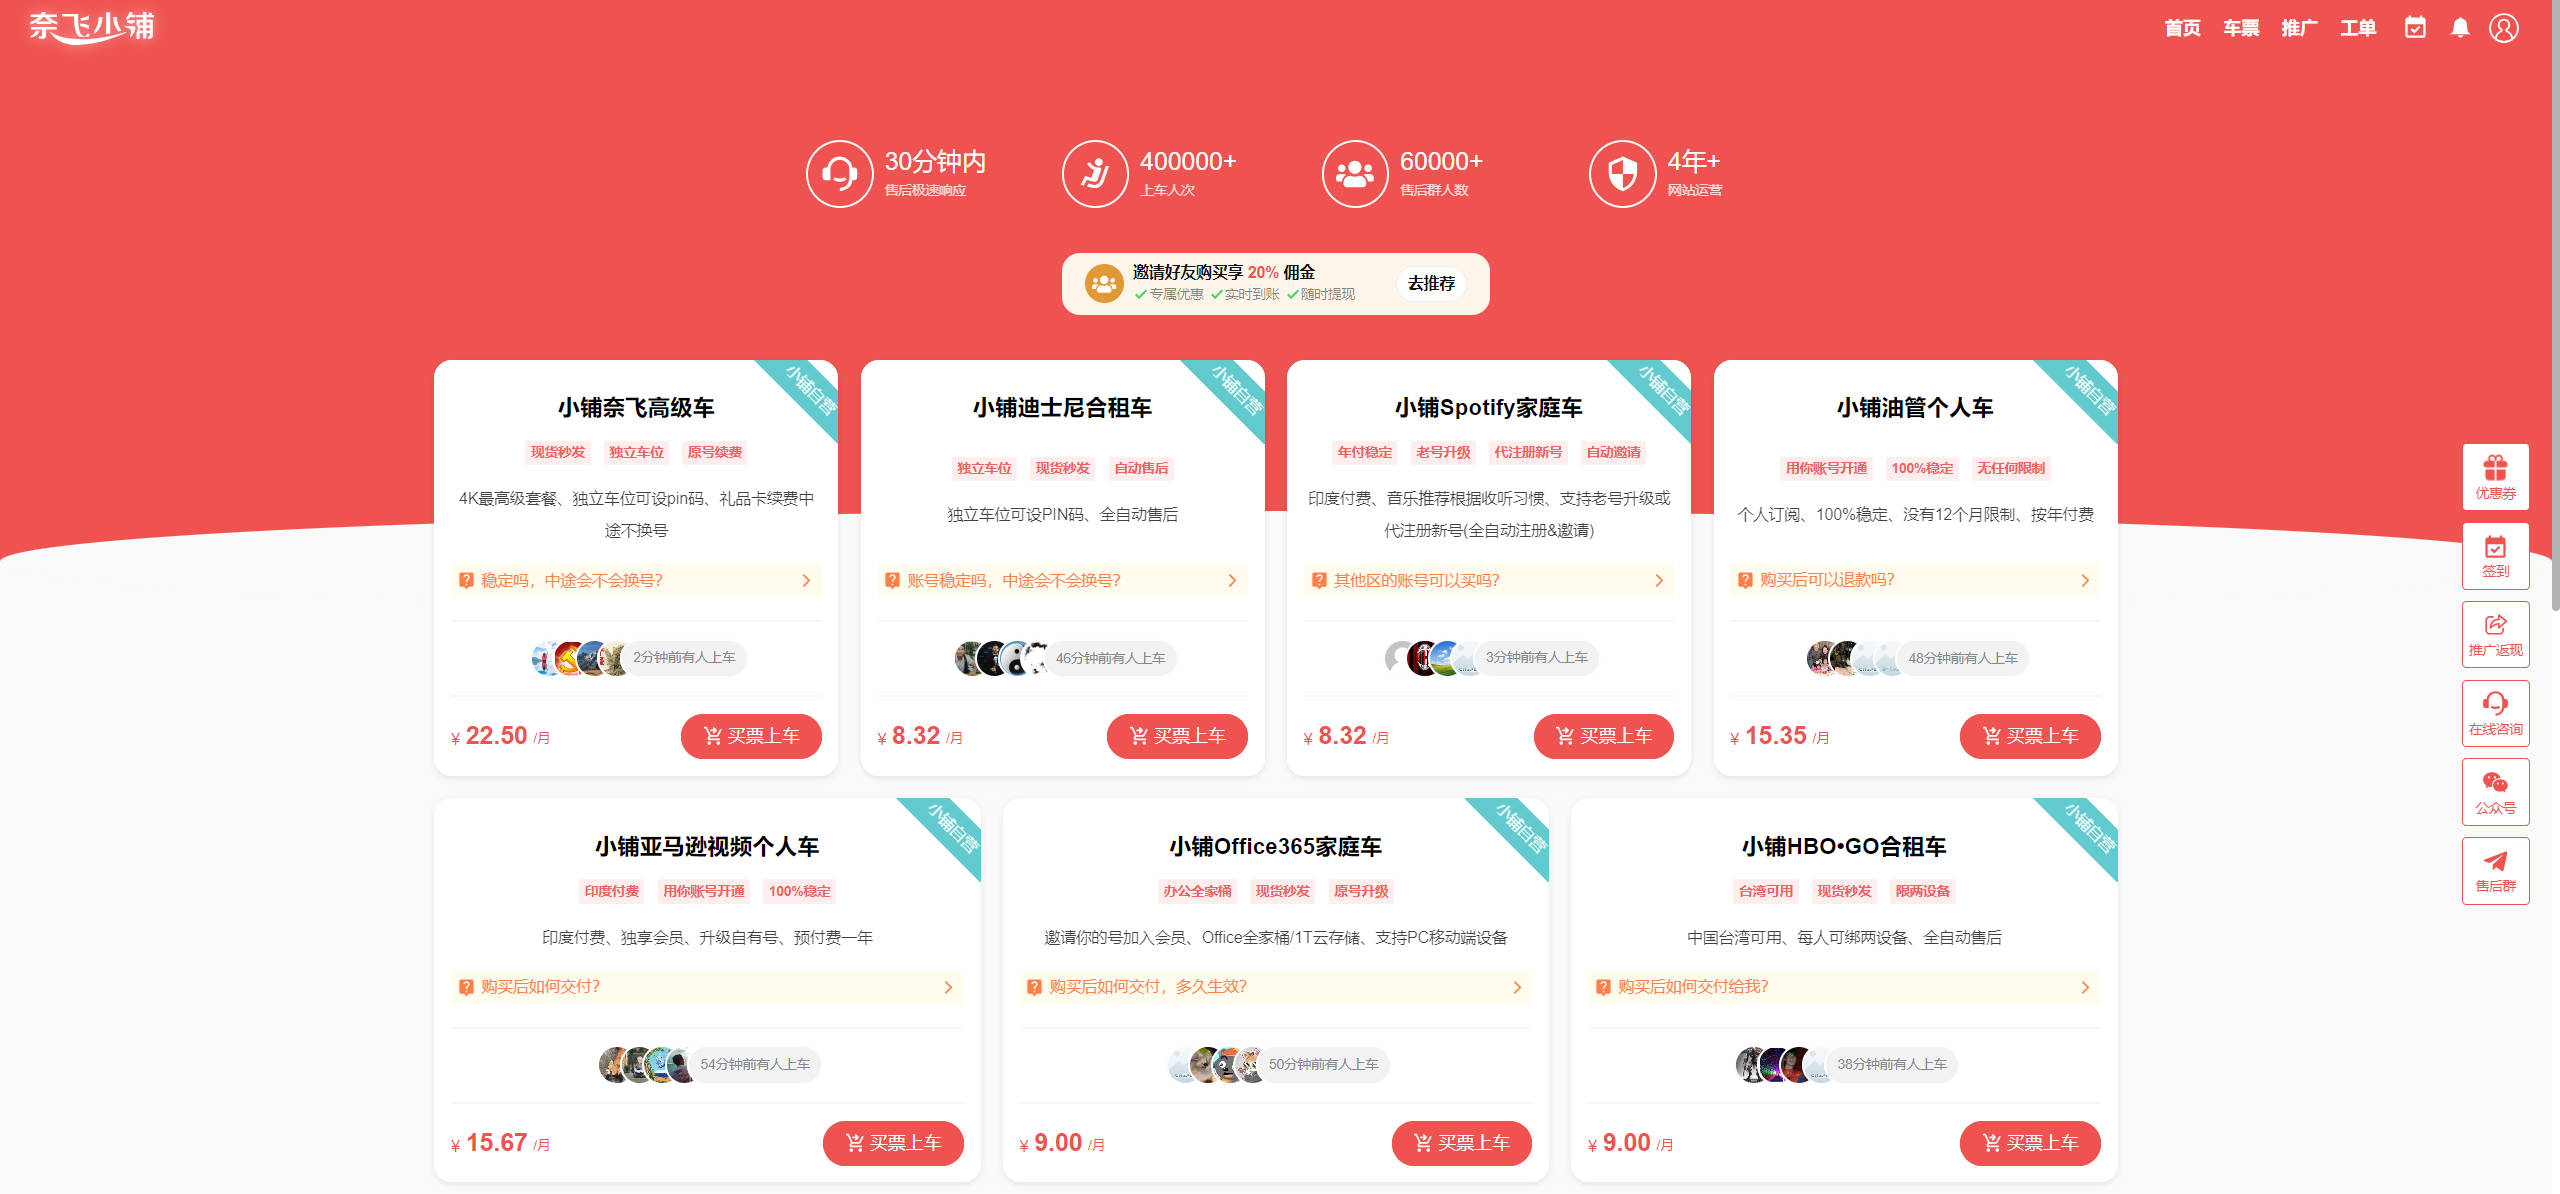 奈飞小铺
首页 车票 推广 工单
30分钟内
售后极速响应
400000+
上车人次
60000+
售后群人数
4年+
网站运营
邀请好友购买享 20% 佣金
专属优惠 实时到账 随时提现
去推荐
小铺自营
小铺奈飞高级车
现货秒发 独立车位 原号续费
4K最高级套餐、独立车位可设pin码、礼品卡续费中
途不换号
稳定吗，中途会不会换号?
2分钟前有人上车
¥ 22.50 /月
买票上车
小铺自营
小铺迪士尼合租车
独立车位 现货秒发 自动售后
独立车位可设PIN码、全自动售后
账号稳定吗，中途会不会换号?
46分钟前有人上车
¥ 8.32 /月
买票上车
小铺自营
小铺Spotify家庭车
年付稳定 老号升级 代注册新号 自动邀请
印度付费、音乐推荐根据收听习惯、支持老号升级或
代注册新号(全自动注册&邀请)
其他区的账号可以买吗?
3分钟前有人上车
¥ 8.32 /月
买票上车
小铺自营
小铺油管个人车
用你账号开通 100%稳定 无任何限制
个人订阅、100%稳定、没有12个月限制、按年付费
购买后可以退款吗?
48分钟前有人上车
¥ 15.35 /月
买票上车
小铺自营
小铺亚马逊视频个人车
印度付费 用你账号开通 100%稳定
印度付费、独享会员、升级自有号、预付费一年
购买后如何交付?
54分钟前有人上车
¥ 15.67 /月
买票上车
小铺自营
小铺Office365家庭车
办公全家桶 现货秒发 原号升级
邀请你的号加入会员、Office全家桶/1T云存储、支持PC移动端设备
购买后如何交付，多久生效?
50分钟前有人上车
¥ 9.00 /月
买票上车
小铺自营
小铺HBO•GO合租车
台湾可用 现货秒发 限两设备
中国台湾可用、每人可绑两设备、全自动售后
购买后如何交付给我?
38分钟前有人上车
¥ 9.00 /月
买票上车
优惠券
签到
推广返现
在线咨询
公众号
售后群